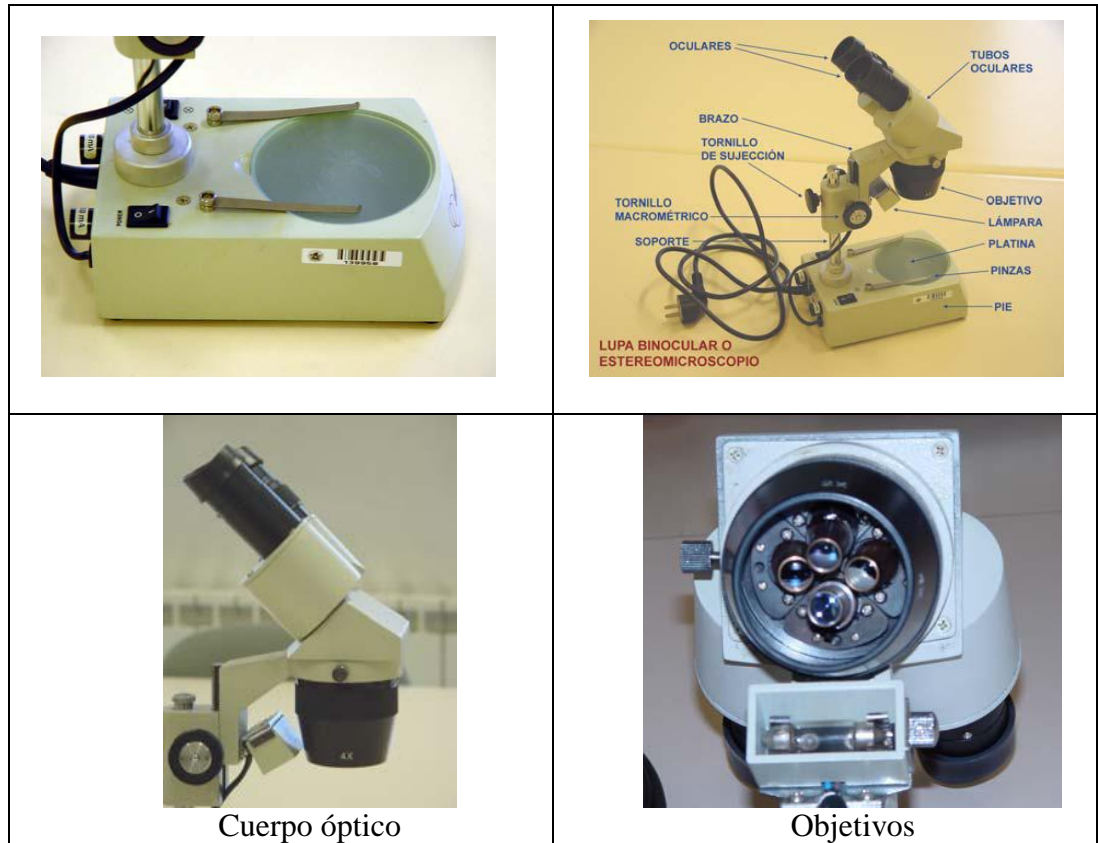 POWER
139958
OCULARES
TUBOS
OCULARES
BRAZO
TORNILLO
DE SUJECCIÓN
OBJETIVO
TORNILLO
MACROMÉTRICO
LÁMPARA
SOPORTE
PLATINA
PINZAS
PIE
LUPA BINOCULAR O
ESTEREOMICROSCOPIO
4X
Cuerpo óptico
Objetivos